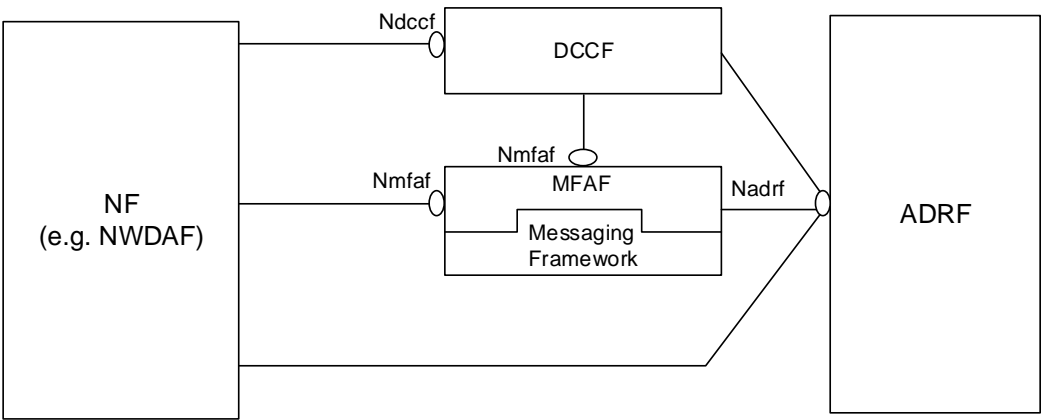 Ndccf
DCCF
Nmfaf
Nmfaf
MFAF
Nadrf
NF
(e.g. NWDAF)
Messaging
Framework
ADRF